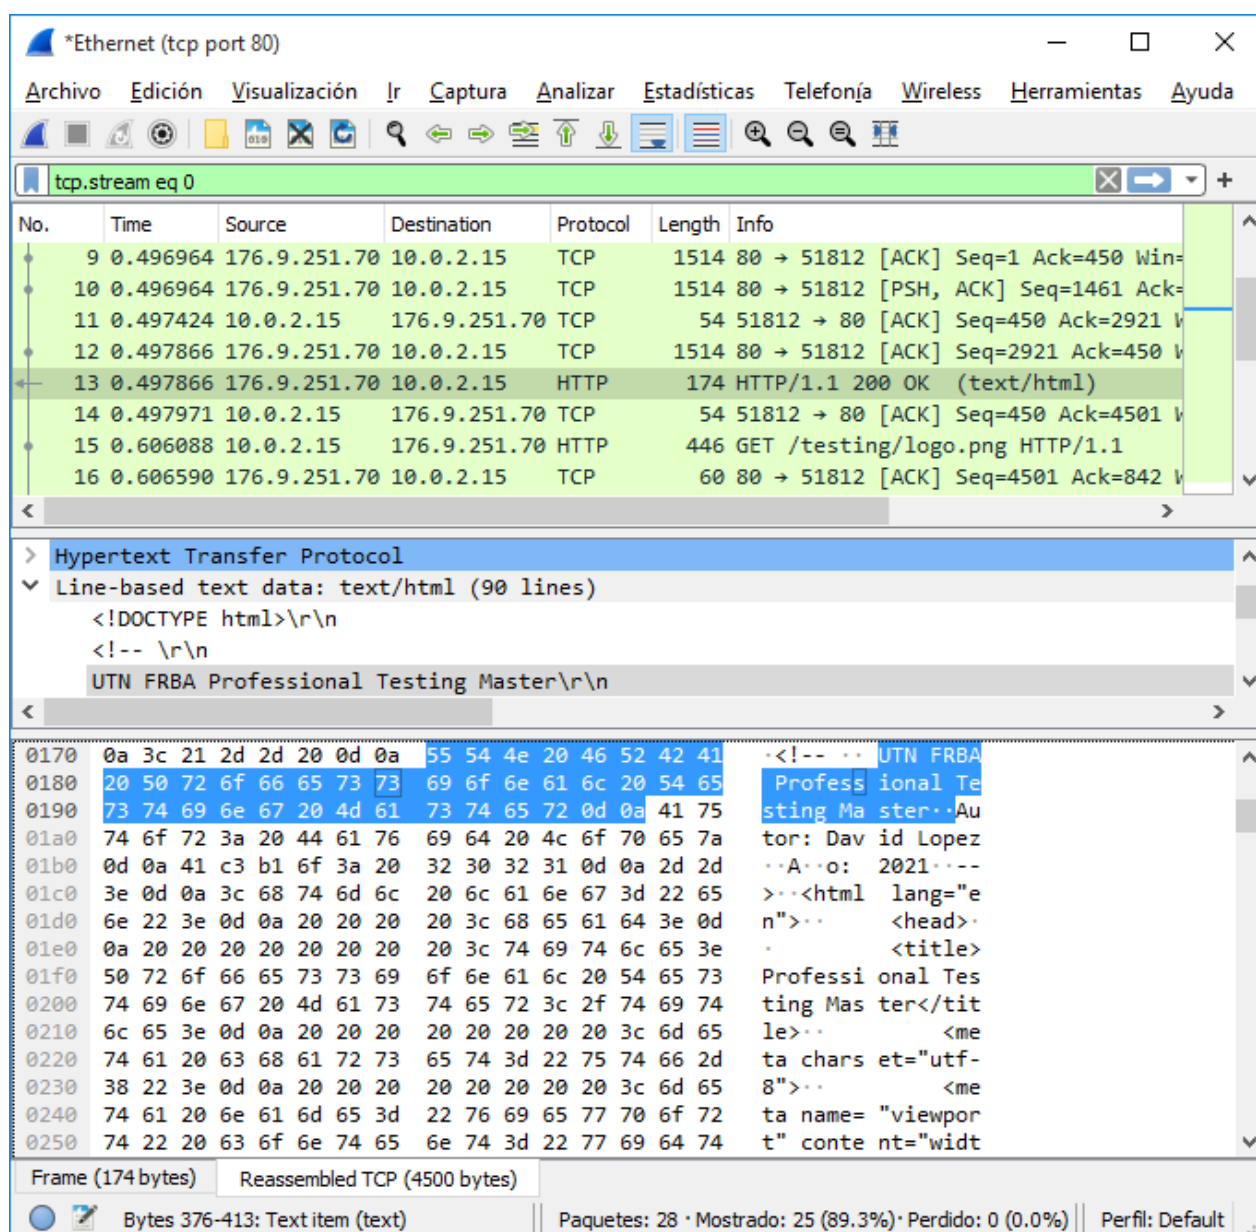 *Ethernet (tcp port 80)
Archivo Edición Visualización Ir Captura Analizar Estadísticas Telefonía Wireless Herramientas Ayuda
tcp.stream eq 0
No. Time Source Destination Protocol Length Info
9 0.496964 176.9.251.70 10.0.2.15 TCP 1514 80 → 51812 [ACK] Seq=1 Ack=450 Win=
10 0.496964 176.9.251.70 10.0.2.15 TCP 1514 80 → 51812 [PSH, ACK] Seq=1461 Ack=
11 0.497424 10.0.2.15 176.9.251.70 TCP 54 51812 → 80 [ACK] Seq=450 Ack=2921 W
12 0.497866 176.9.251.70 10.0.2.15 TCP 1514 80 → 51812 [ACK] Seq=2921 Ack=450 W
13 0.497866 176.9.251.70 10.0.2.15 HTTP 174 HTTP/1.1 200 OK (text/html)
14 0.497971 10.0.2.15 176.9.251.70 TCP 54 51812 → 80 [ACK] Seq=450 Ack=4501 W
15 0.606088 10.0.2.15 176.9.251.70 HTTP 446 GET /testing/logo.png HTTP/1.1
16 0.606590 176.9.251.70 10.0.2.15 TCP 60 80 → 51812 [ACK] Seq=4501 Ack=842 W
Hypertext Transfer Protocol
Line-based text data: text/html (90 lines)
<!DOCTYPE html>\r\n
<!-- \r\n
UTN FRBA Professional Testing Master\r\n
0170 0a 3c 21 2d 2d 20 0d 0a 55 54 4e 20 46 52 42 41 ·<!-- ·· UTN FRBA
0180 20 50 72 6f 66 65 73 73 69 6f 6e 61 6c 20 54 65 Profess ional Te
0190 73 74 69 6e 67 20 4d 61 73 74 65 72 0d 0a 41 75 sting Ma ster··Au
01a0 74 6f 72 3a 20 44 61 76 69 64 20 4c 6f 70 65 7a tor: Dav id Lopez
01b0 0d 0a 41 c3 b1 6f 3a 20 32 30 32 31 0d 0a 2d 2d ··A··o: 2021··--
01c0 3e 0d 0a 3c 68 74 6d 6c 20 6c 61 6e 67 3d 22 65 >··<html lang="e
01d0 6e 22 3e 0d 0a 20 20 20 20 3c 68 65 61 64 3e 0d n">·· <head>·
01e0 0a 20 20 20 20 20 20 20 20 3c 74 69 74 6c 65 3e · <title>
01f0 50 72 6f 66 65 73 73 69 6f 6e 61 6c 20 54 65 73 Professi onal Tes
0200 74 69 6e 67 20 4d 61 73 74 65 72 3c 2f 74 69 74 ting Mas ter</tit
0210 6c 65 3e 0d 0a 20 20 20 20 20 20 20 20 3c 6d 65 le>·· <me
0220 74 61 20 63 68 61 72 73 65 74 3d 22 75 74 66 2d ta chars et="utf-
0230 38 22 3e 0d 0a 20 20 20 20 20 20 20 20 3c 6d 65 8">·· <me
0240 74 61 20 6e 61 6d 65 3d 22 76 69 65 77 70 6f 72 ta name= "viewpor
0250 74 22 20 63 6f 6e 74 65 6e 74 3d 22 77 69 64 74 t" conte nt="widt
Frame (174 bytes) Reassembled TCP (4500 bytes)
Bytes 376-413: Text item (text) Paquetes: 28 · Mostrado: 25 (89.3%)· Perdido: 0 (0.0%) Perfil: Default